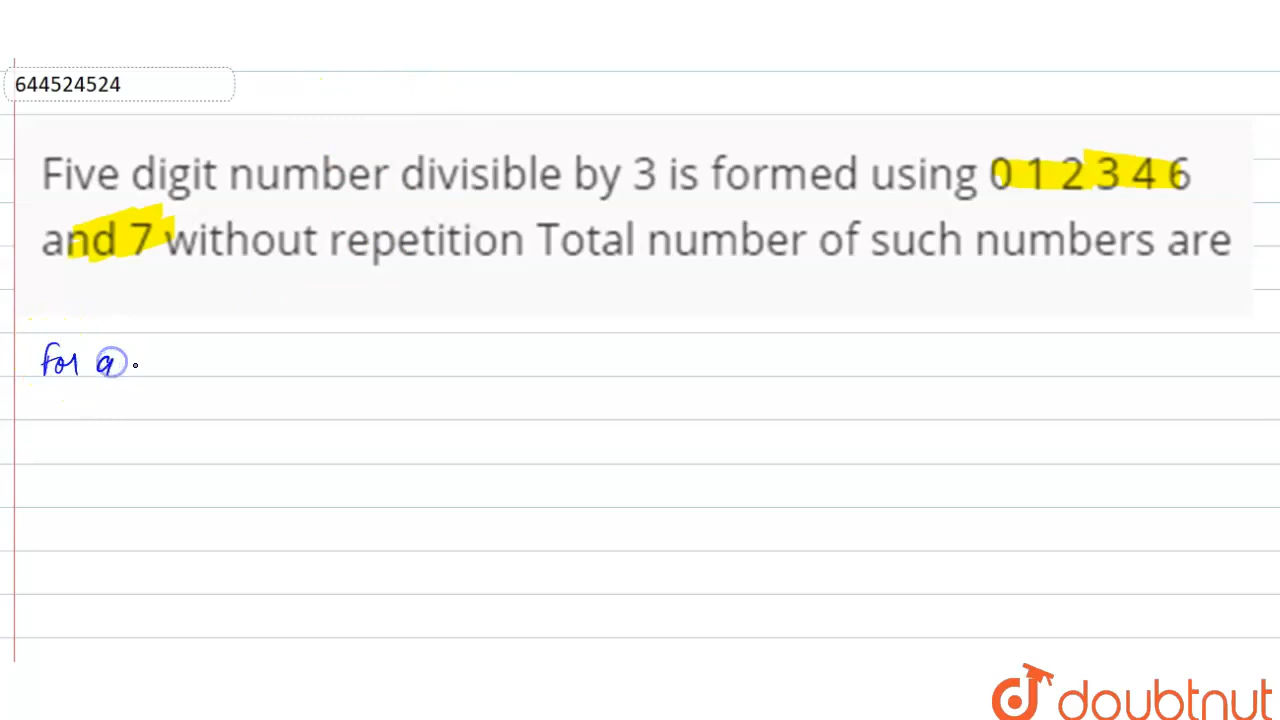 644524524
Five digit number divisible by 3 is formed using 0 1 2 3 4 6
and 7 without repetition Total number of such numbers are
for a
doubtnut